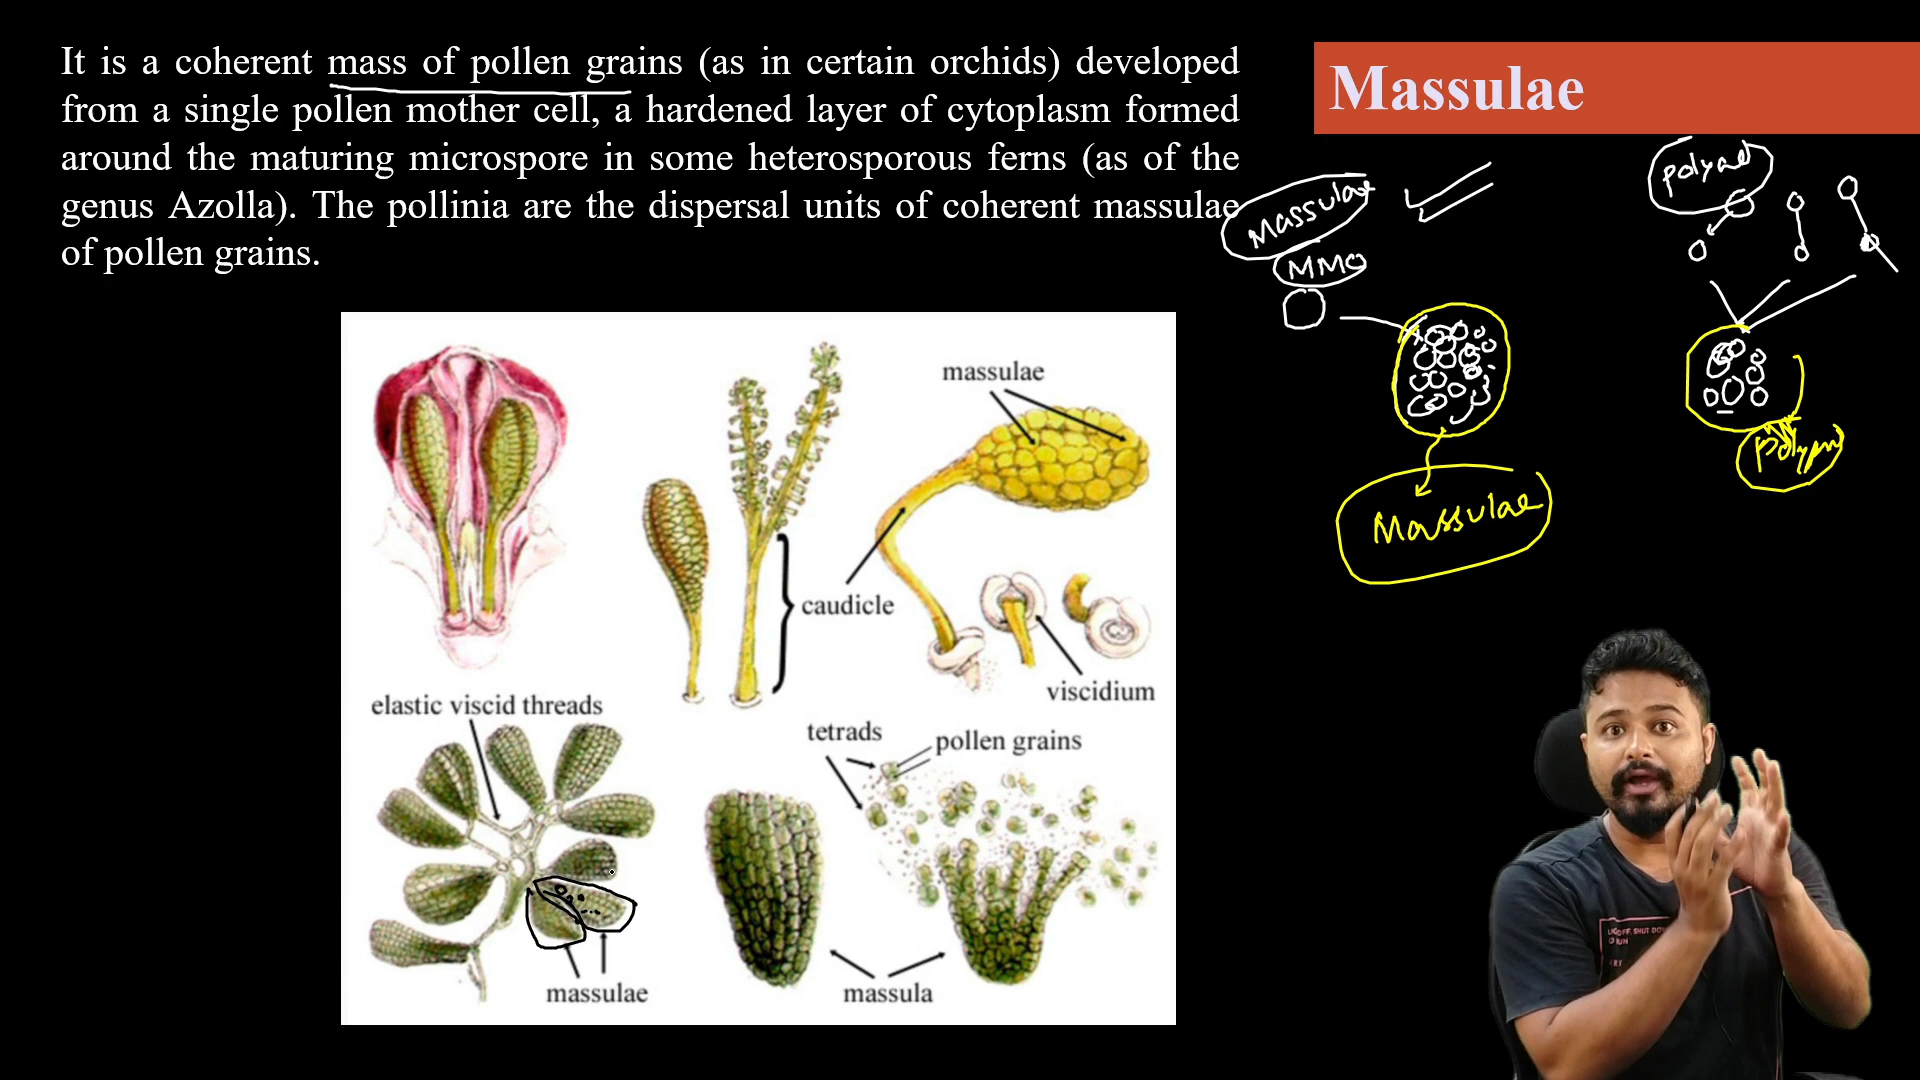 It is a coherent mass of pollen grains (as in certain orchids) developed
from a single pollen mother cell, a hardened layer of cytoplasm formed
around the maturing microspore in some heterosporous ferns (as of the
genus Azolla). The pollinia are the dispersal units of coherent massulae
of pollen grains.
Massulae
Massulae
polyad
Massulae
massulae
caudicle
viscidium
elastic viscid threads
tetrads
pollen grains
massulae
massula